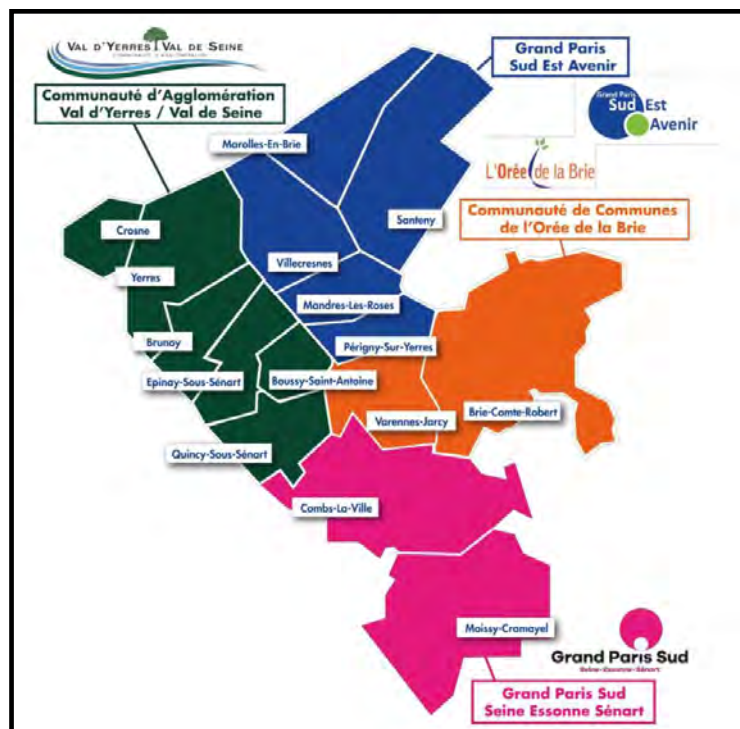 VAL D'YERRES VAL DE SEINE
COMMUNAUTÉ D'AGGLOMÉRATION
Communauté d'Agglomération
Val d'Yerres / Val de Seine
Grand Paris
Sud Est Avenir
Grand Paris
Sud Est
Avenir
L'Orée de la Brie
Communauté de Communes
de l'Orée de la Brie
Marolles-En-Brie
Santeny
Crosne
Villecresnes
Yerres
Mandres-Les-Roses
Brunoy
Périgny-Sur-Yerres
Epinay-Sous-Sénart
Boussy-Saint-Antoine
Varennes-Jarcy
Brie-Comte-Robert
Quincy-Sous-Sénart
Combs-La-Ville
Moissy-Cramayel
Grand Paris Sud
Seine-Essonne-Sénart
Grand Paris Sud
Seine Essonne Sénart